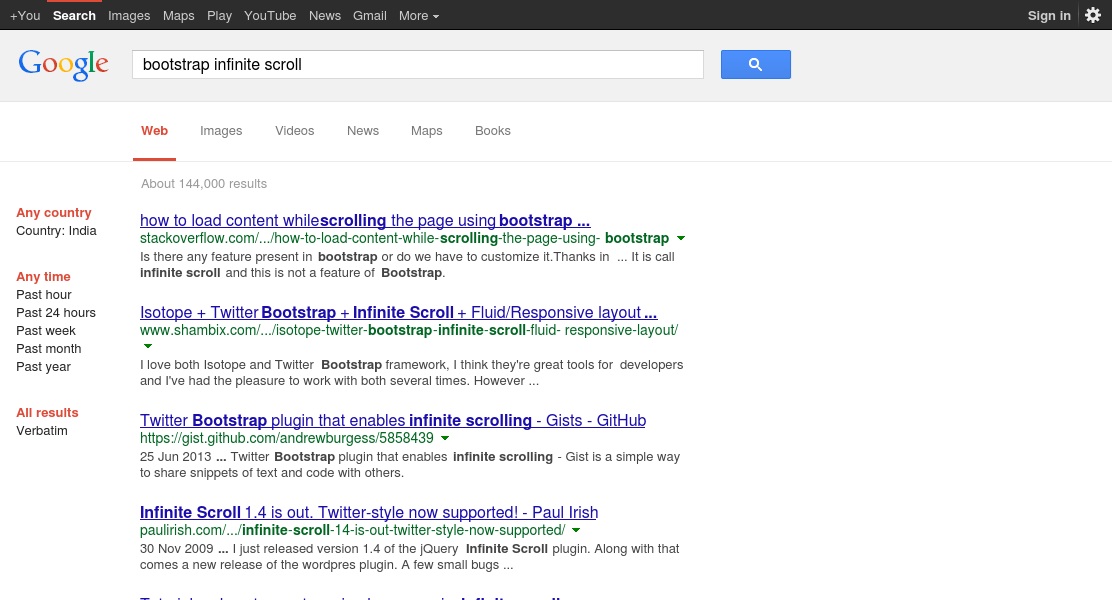 +You Search Images Maps Play YouTube News Gmail More Sign in
Google bootstrap infinite scroll
Web Images Videos News Maps Books
About 144,000 results
Any country
Country: India
Any time
Past hour
Past 24 hours
Past week
Past month
Past year
All results
Verbatim
how to load content while scrolling the page using bootstrap ...
stackoverflow.com/.../how-to-load-content-while-scrolling-the-page-using- bootstrap
Is there any feature present in bootstrap or do we have to customize it.Thanks in ... It is call
infinite scroll and this is not a feature of Bootstrap.
Isotope + Twitter Bootstrap + Infinite Scroll + Fluid/Responsive layout ...
www.shambix.com/.../isotope-twitter-bootstrap-infinite-scroll-fluid- responsive-layout/
I love both Isotope and Twitter Bootstrap framework, I think they're great tools for developers
and I've had the pleasure to work with both several times. However ...
Twitter Bootstrap plugin that enables infinite scrolling - Gists - GitHub
https://gist.github.com/andrewburgess/5858439
25 Jun 2013 ... Twitter Bootstrap plugin that enables infinite scrolling - Gist is a simple way
to share snippets of text and code with others.
Infinite Scroll 1.4 is out. Twitter-style now supported! - Paul Irish
paulirish.com/.../infinite-scroll-14-is-out-twitter-style-now-supported/
30 Nov 2009 ... I just released version 1.4 of the jQuery Infinite Scroll plugin. Along with that
comes a new release of the wordpres plugin. A few small bugs ...